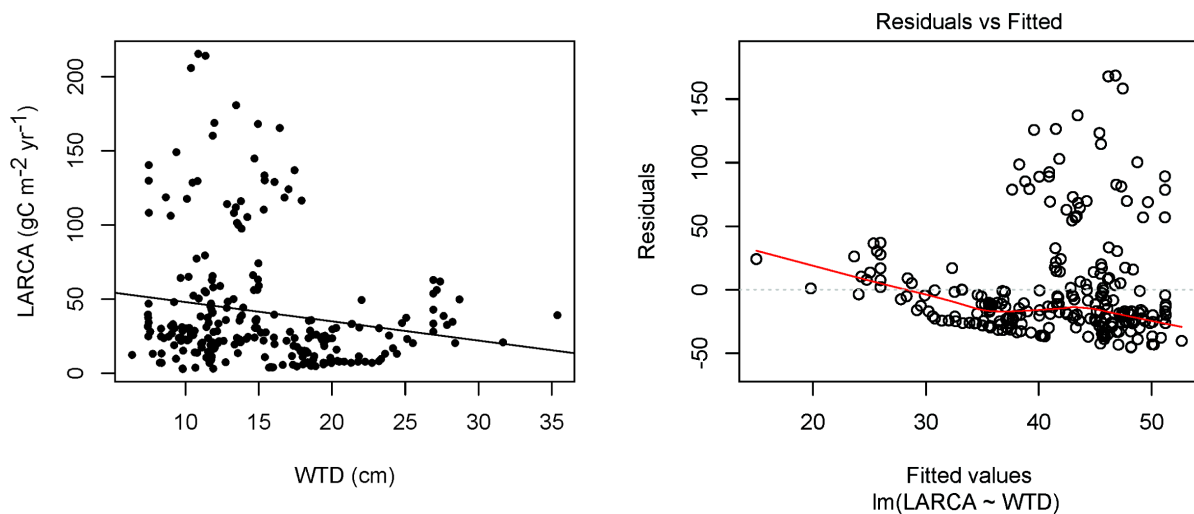 LARCA (gC m⁻² yr⁻¹)
0 50 100 150 200
10 15 20 25 30 35
WTD (cm)
Residuals vs Fitted
Residuals
-50 0 50 100 150
20 30 40 50
Fitted values
lm(LARCA ~ WTD)